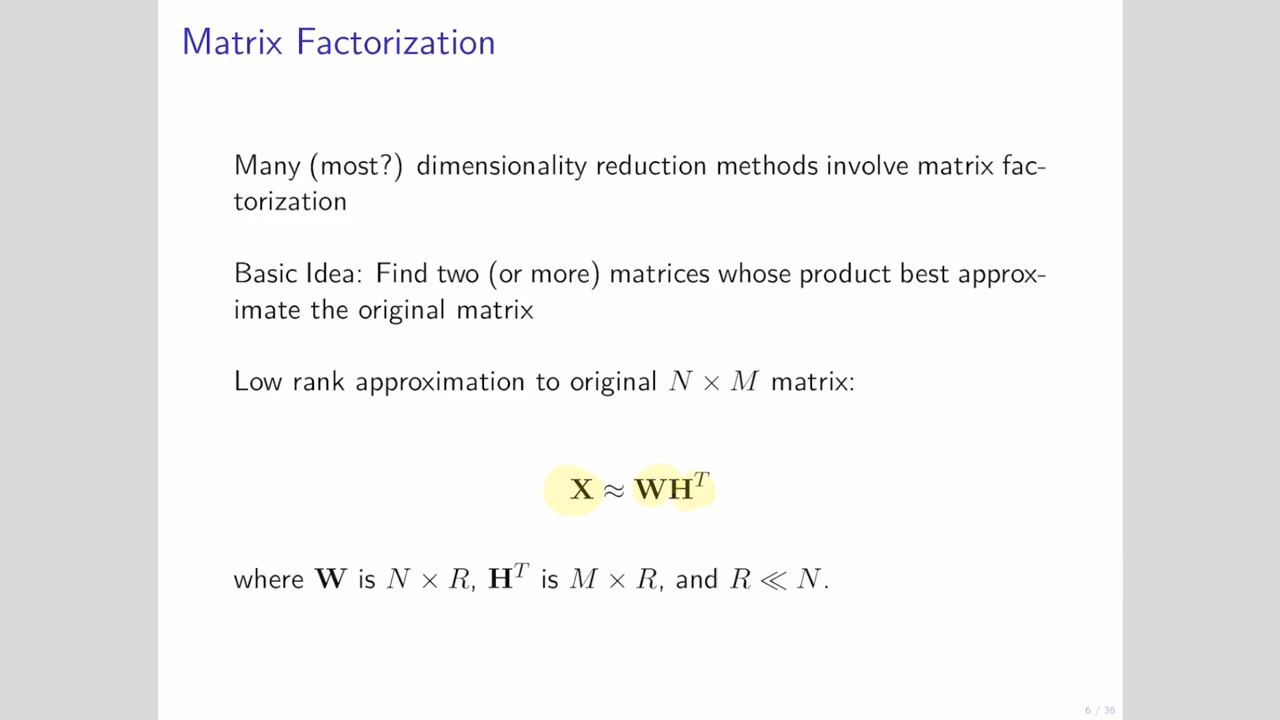 Matrix Factorization
Many (most?) dimensionality reduction methods involve matrix fac-
torization
Basic Idea: Find two (or more) matrices whose product best approx-
imate the original matrix
Low rank approximation to original N × M matrix:
X ≈ WHᵀ
where W is N × R, Hᵀ is M × R, and R ≪ N.
6 / 36